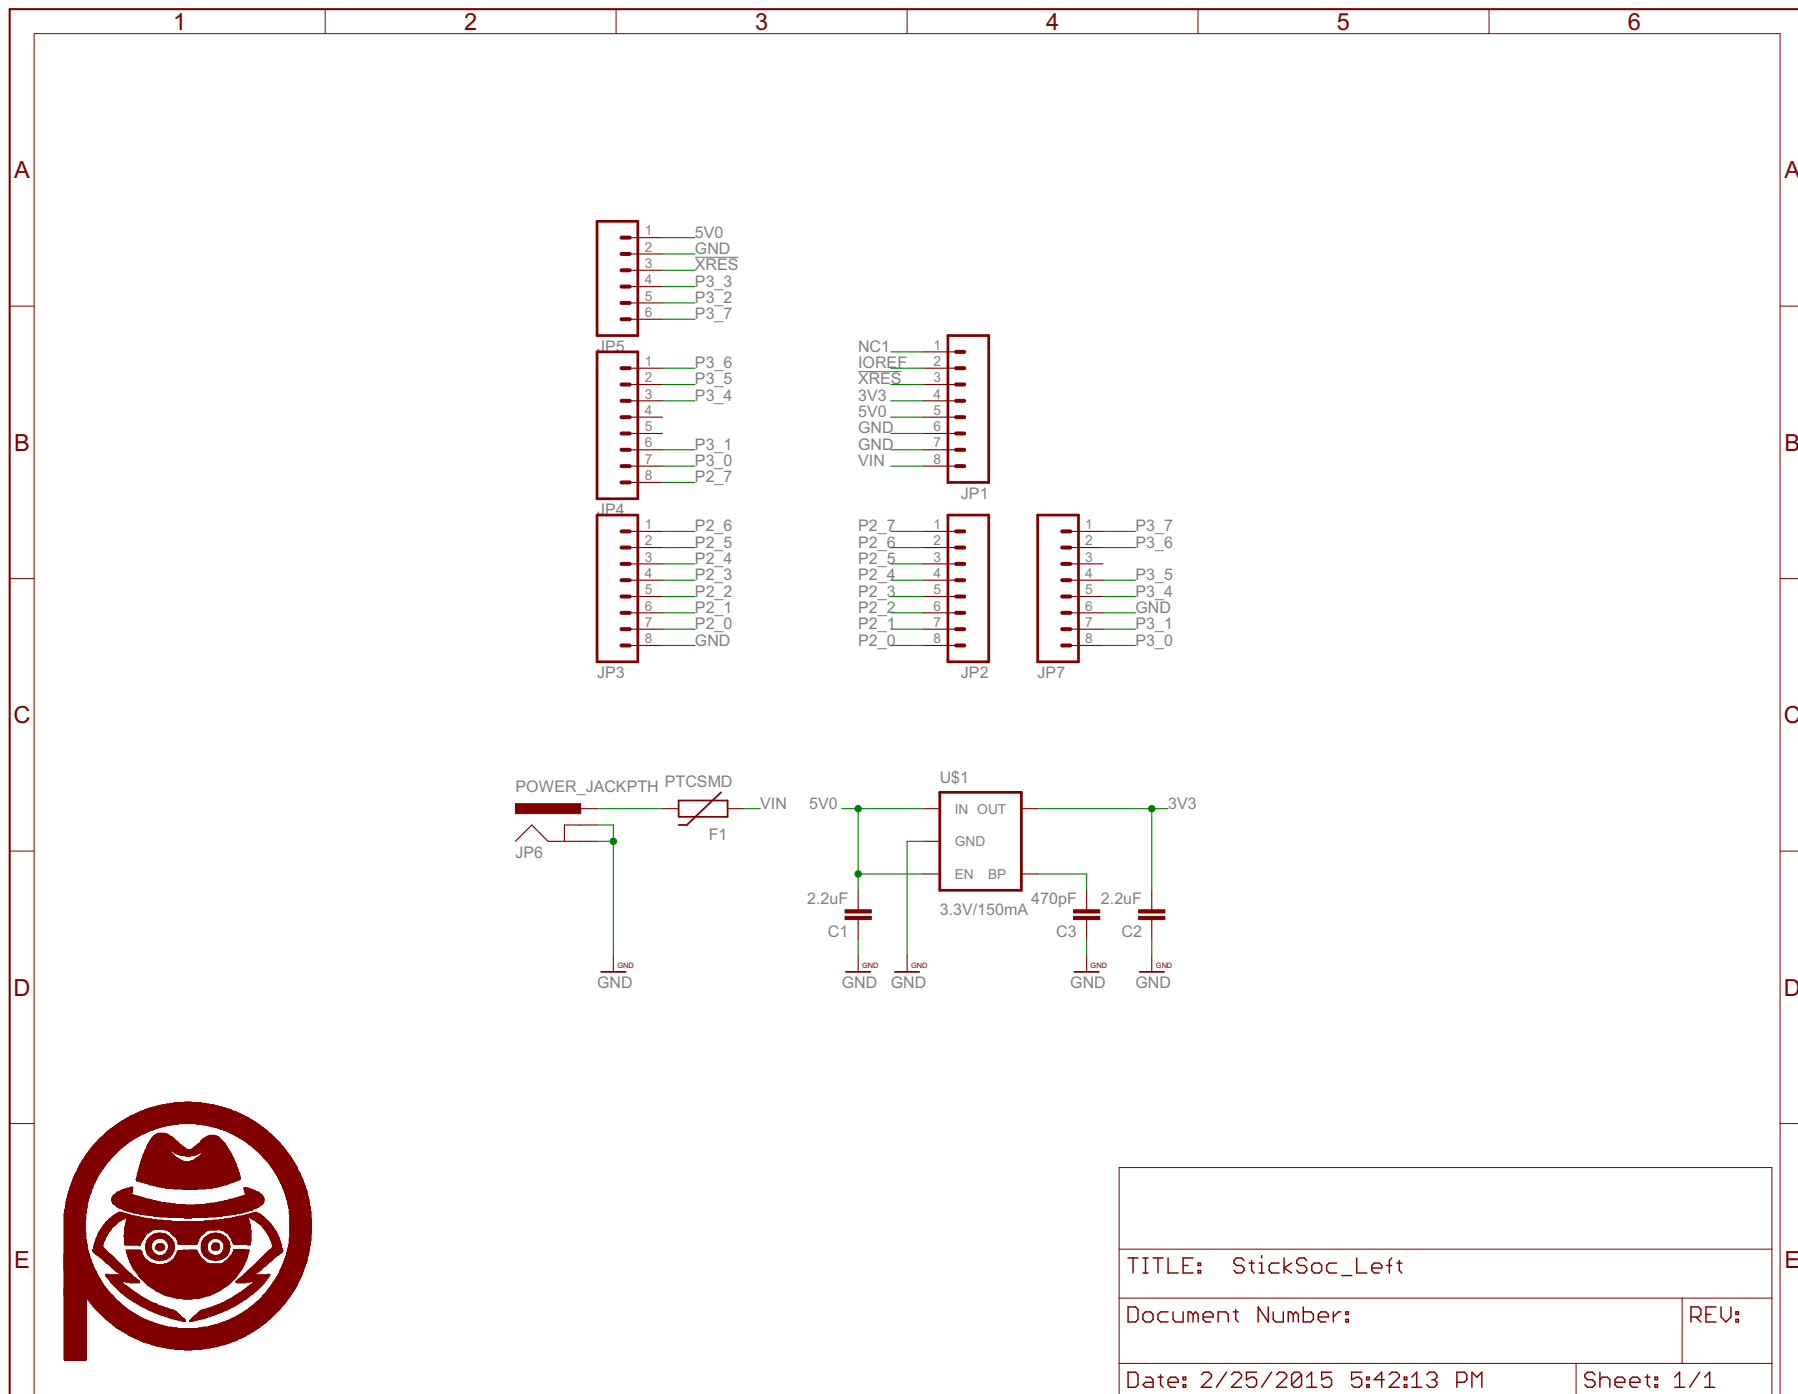 1 2 3 4 5 6
A A
1 5V0
2 GND
3 XRES
4 P3_3
5 P3_2
6 P3_7
JP5
1 P3_6
2 P3_5
3 P3_4
4
5
6 P3_1
7 P3_0
8 P2_7
JP4
NC1 1
IOREF 2
XRES 3
3V3 4
5V0 5
GND 6
GND 7
VIN 8
JP1
B B
1 P2_6
2 P2_5
3 P2_4
4 P2_3
5 P2_2
6 P2_1
7 P2_0
8 GND
JP3
P2_7 1
P2_6 2
P2_5 3
P2_4 4
P2_3 5
P2_2 6
P2_1 7
P2_0 8
JP2
1 P3_7
2 P3_6
3
4 P3_5
5 P3_4
6 GND
7 P3_1
8 P3_0
JP7
C C
POWER_JACKPTH PTCSMD
VIN
F1
JP6
GND
GND
U$1
5V0 IN OUT 3V3
GND
EN BP
2.2uF 3.3V/150mA 470pF 2.2uF
C1 C3 C2
GND GND GND GND
GND GND GND GND
D D
E E
TITLE: StickSoc_Left
Document Number: REV:
Date: 2/25/2015 5:42:13 PM Sheet: 1/1